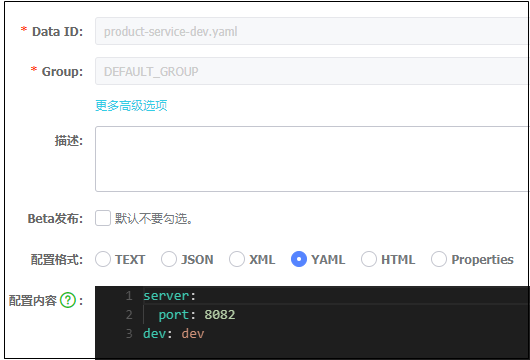 * Data ID: product-service-dev.yaml
* Group: DEFAULT_GROUP
更多高级选项
描述:
Beta发布: 默认不要勾选。
配置格式: TEXT JSON XML YAML HTML Properties
配置内容 ? :
1 server:
2 port: 8082
3 dev: dev